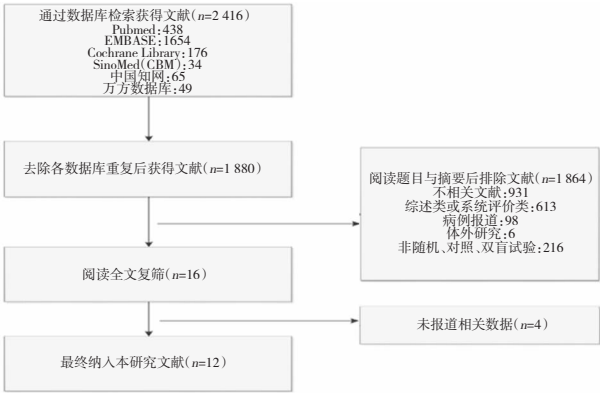 通过数据库检索获得文献(n=2 416)
Pubmed:438
EMBASE:1654
Cochrane Library:176
SinoMed(CBM):34
中国知网:65
万方数据库:49
去除各数据库重复后获得文献(n=1 880)
阅读题目与摘要后排除文献(n=1 864)
不相关文献:931
综述类或系统评价类:613
病例报道:98
体外研究:6
非随机、对照、双盲试验:216
阅读全文复筛(n=16)
未报道相关数据(n=4)
最终纳入本研究文献(n=12)